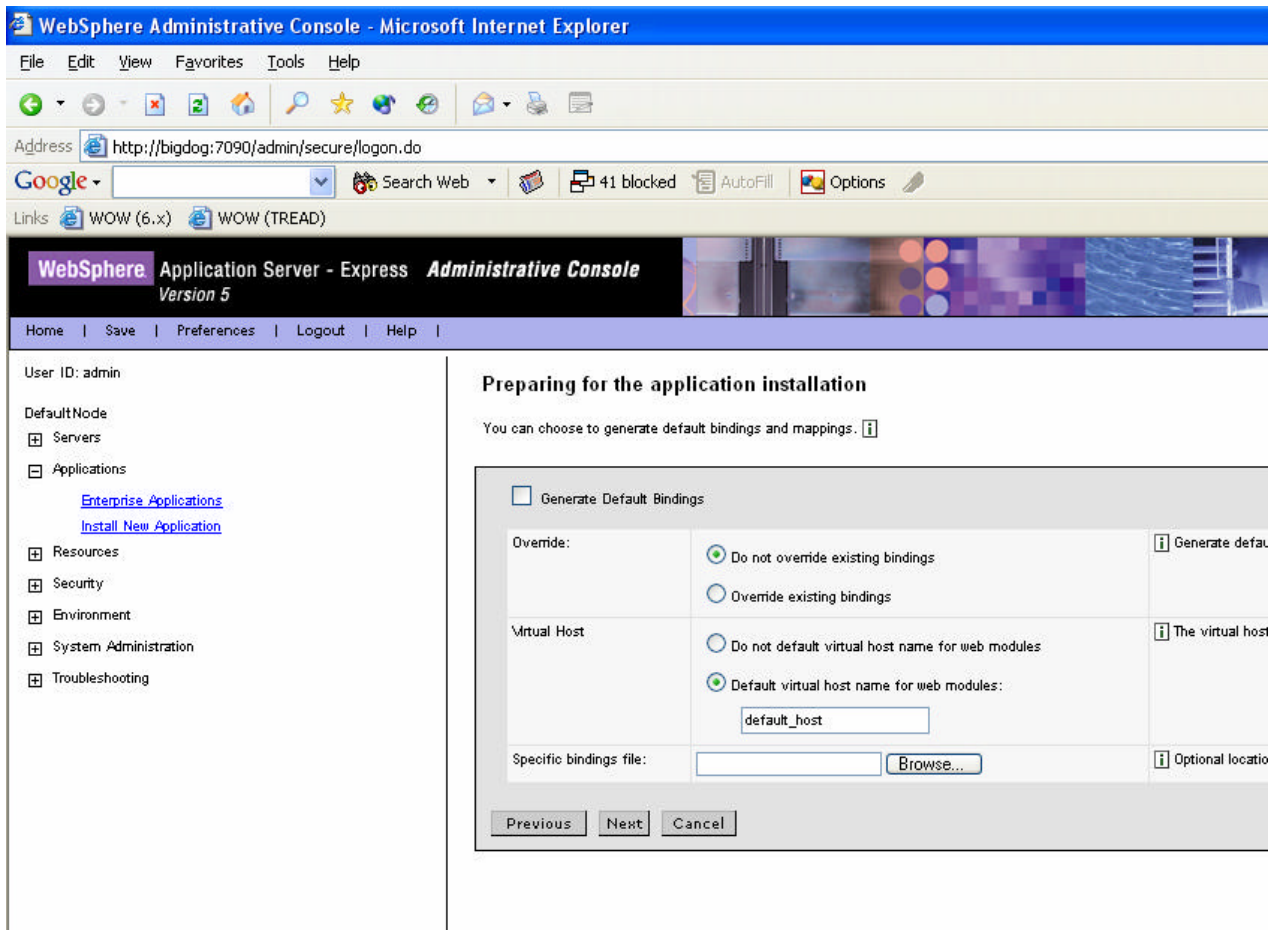 WebSphere Administrative Console - Microsoft Internet Explorer
File Edit View Favorites Tools Help
Address http://bigdog:7090/admin/secure/logon.do
Google Search Web 41 blocked AutoFill Options
Links WOW (6.x) WOW (TREAD)
WebSphere Application Server - Express Administrative Console
Version 5
Home | Save | Preferences | Logout | Help |
User ID: admin
DefaultNode
Servers
Applications
Enterprise Applications
Install New Application
Resources
Security
Environment
System Administration
Troubleshooting
Preparing for the application installation
You can choose to generate default bindings and mappings. i
Generate Default Bindings
Override:
Do not override existing bindings
Override existing bindings
i Generate defau
Virtual Host
Do not default virtual host name for web modules
Default virtual host name for web modules:
default_host
i The virtual host
Specific bindings file:
Browse...
i Optional locatio
Previous Next Cancel